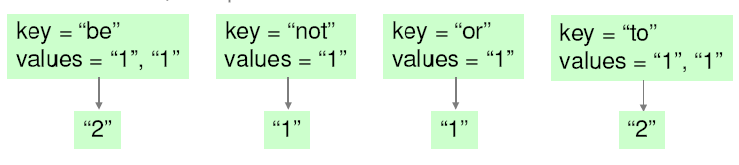 key = “be”
values = “1”, “1”
“2”
key = “not”
values = “1”
“1”
key = “or”
values = “1”
“1”
key = “to”
values = “1”, “1”
“2”